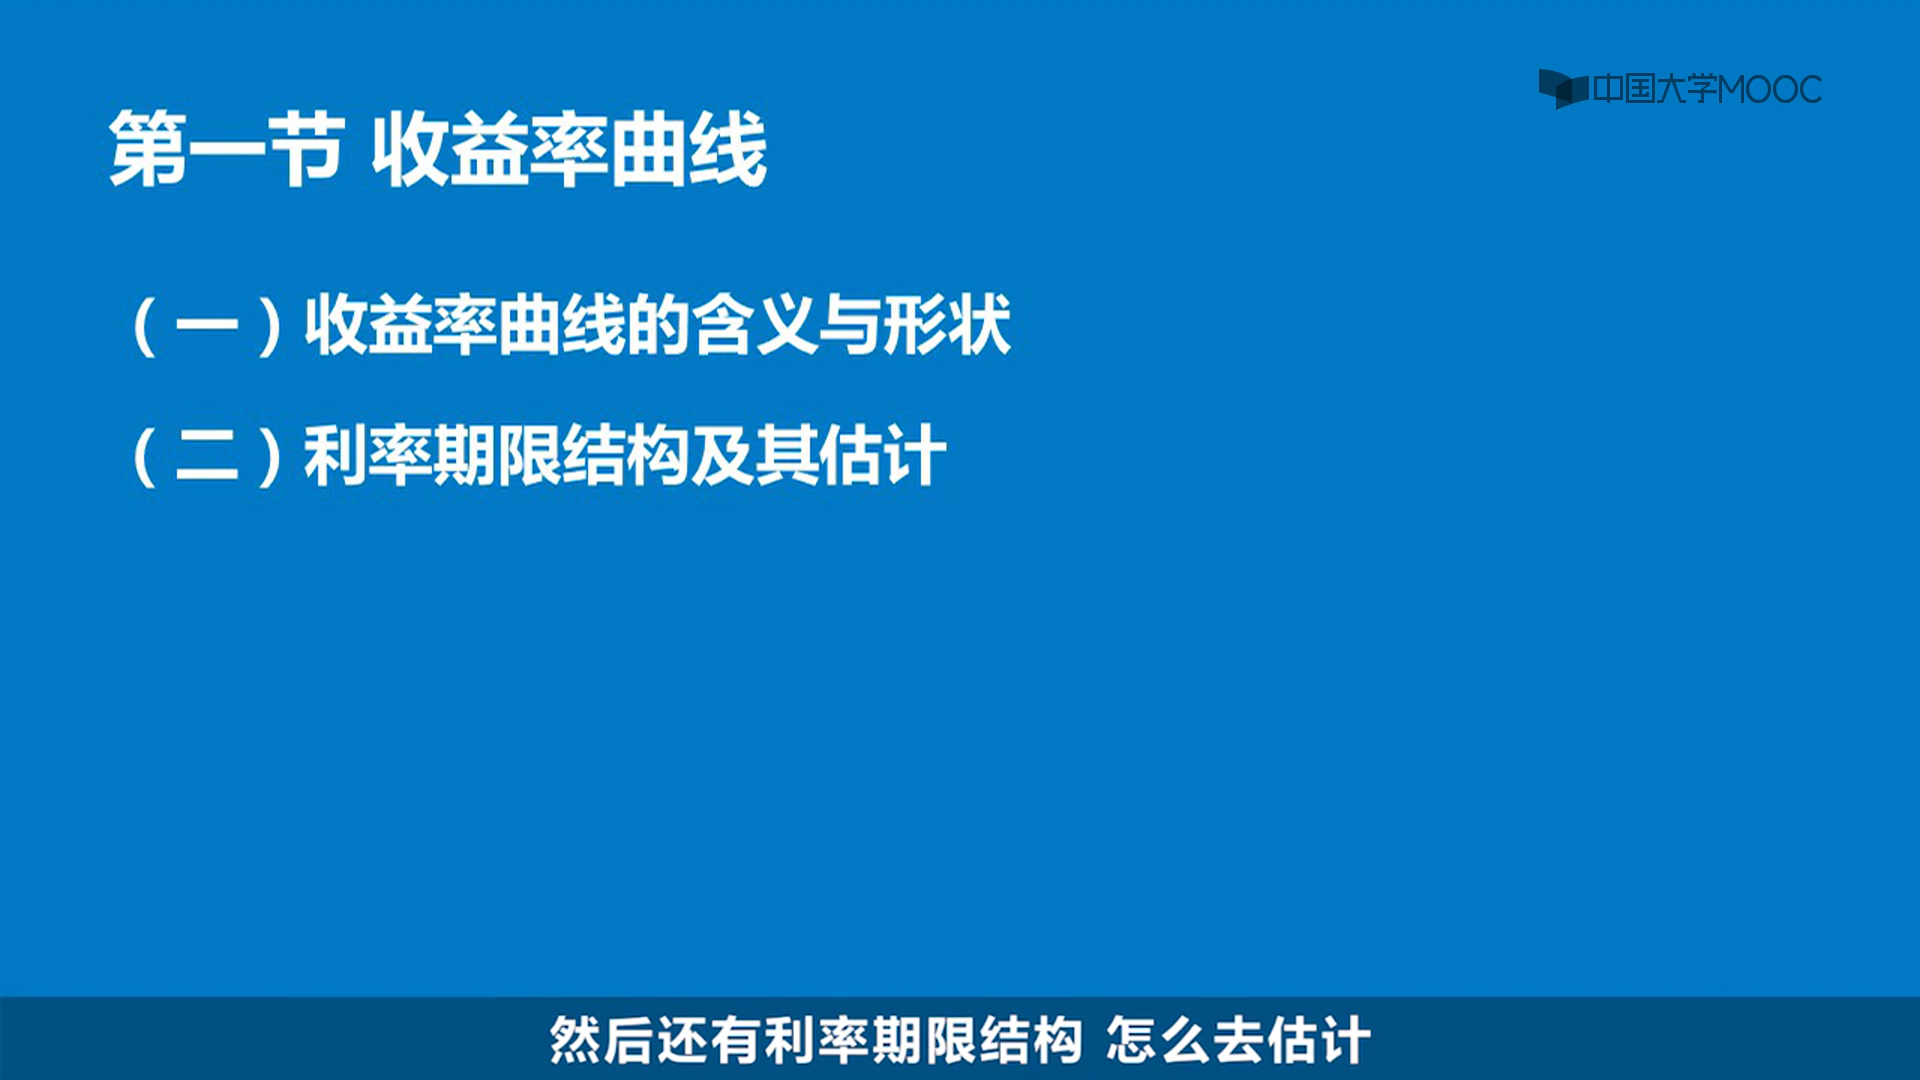 中国大学MOOC
第一节 收益率曲线
（一）收益率曲线的含义与形状
（二）利率期限结构及其估计
然后还有利率期限结构 怎么去估计